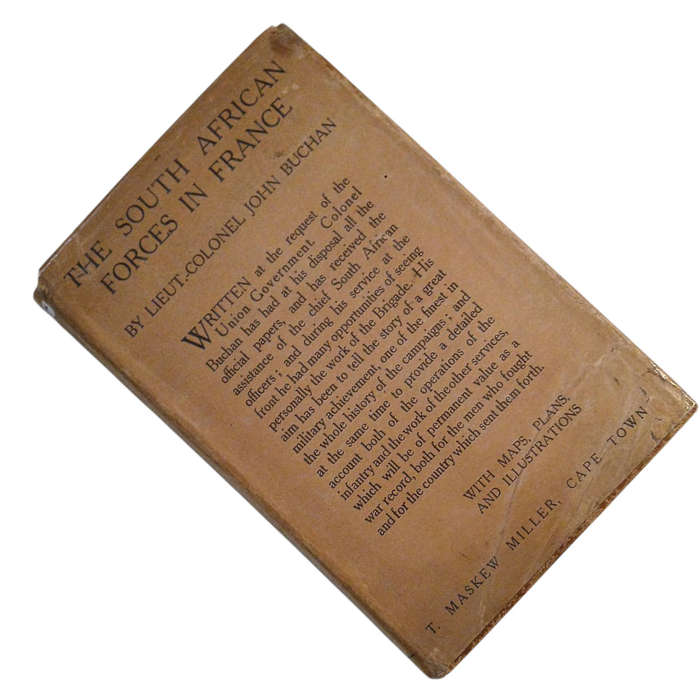 THE SOUTH AFRICAN
FORCES IN FRANCE
BY LIEUT.-COLONEL JOHN BUCHAN
WRITTEN at the request of the
Union Government. Colonel
Buchan has had at his disposal all the
official papers, and has received the
assistance of the chief South African
officers; and during his service at the
front he had many opportunities of seeing
personally the work of the Brigade. His
aim has been to tell the story of a great
military achievement, one of the finest in
the whole history of the campaigns; and
at the same time to provide a detailed
account both of the operations of the
infantry and the work of the other services,
which will be of permanent value as a
war record, both for the men who fought
and for the country which sent them forth.
WITH MAPS, PLANS,
AND ILLUSTRATIONS
T. MASKEW MILLER, CAPE TOWN